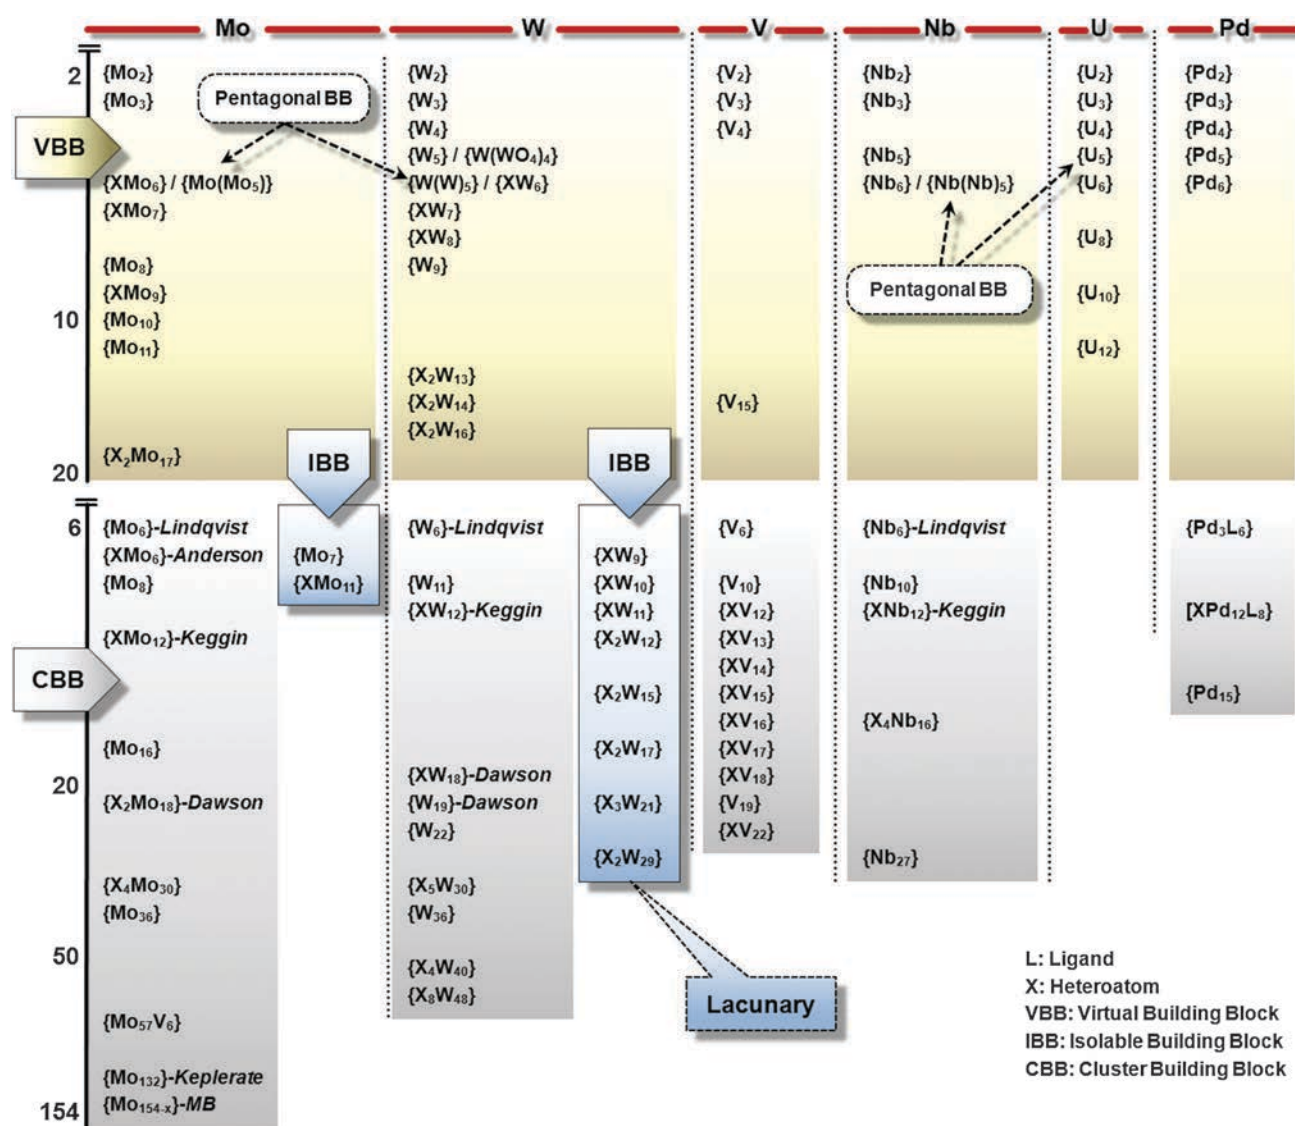 Mo W V Nb U Pd
2
{Mo₂} {W₂} {V₂} {Nb₂} {U₂} {Pd₂}
Pentagonal BB
{Mo₃} {W₃} {V₃} {Nb₃} {U₃} {Pd₃}
{W₄} {V₄} {U₄} {Pd₄}
VBB
{W₅} / {W(WO₄)₄} {Nb₅} {U₅} {Pd₅}
{XMo₆} / {Mo(Mo₅)} {W(W)₅} / {XW₆} {Nb₆} / {Nb(Nb)₅} {U₆} {Pd₆}
{XMo₇} {XW₇}
{XW₈} {U₈}
{Mo₈} {W₉}
Pentagonal BB
{XMo₉} {U₁₀}
10 {Mo₁₀}
{Mo₁₁} {U₁₂}
{X₂W₁₃}
{X₂W₁₄} {V₁₅}
{X₂W₁₆}
{X₂Mo₁₇} IBB IBB
20
6 {Mo₆}-Lindqvist {W₆}-Lindqvist {V₆} {Nb₆}-Lindqvist {Pd₃L₆}
{XMo₆}-Anderson {Mo₇} {XW₉}
{Mo₈} {XMo₁₁} {W₁₁} {XW₁₀} {V₁₀} {Nb₁₀}
{XW₁₂}-Keggin {XW₁₁} {XV₁₂} {XNb₁₂}-Keggin [XPd₁₂L₈}
{XMo₁₂}-Keggin {X₂W₁₂} {XV₁₃}
{XV₁₄}
CBB
{X₂W₁₅} {XV₁₅} {Pd₁₅}
{XV₁₆} {X₄Nb₁₆}
{Mo₁₆} {X₂W₁₇} {XV₁₇}
20 {XW₁₈}-Dawson {XV₁₈}
{X₂Mo₁₈}-Dawson {W₁₉}-Dawson {X₃W₂₁} {V₁₉}
{W₂₂} {XV₂₂}
{X₂W₂₉} {Nb₂₇}
{X₄Mo₃₀} {X₅W₃₀}
{Mo₃₆} {W₃₆}
50
{X₄W₄₀}
{X₈W₄₈}
Lacunary
{Mo₅₇V₆}
{Mo₁₃₂}-Keplerate
154 {Mo₁₅₄₋ₓ}-MB
L: Ligand
X: Heteroatom
VBB: Virtual Building Block
IBB: Isolable Building Block
CBB: Cluster Building Block